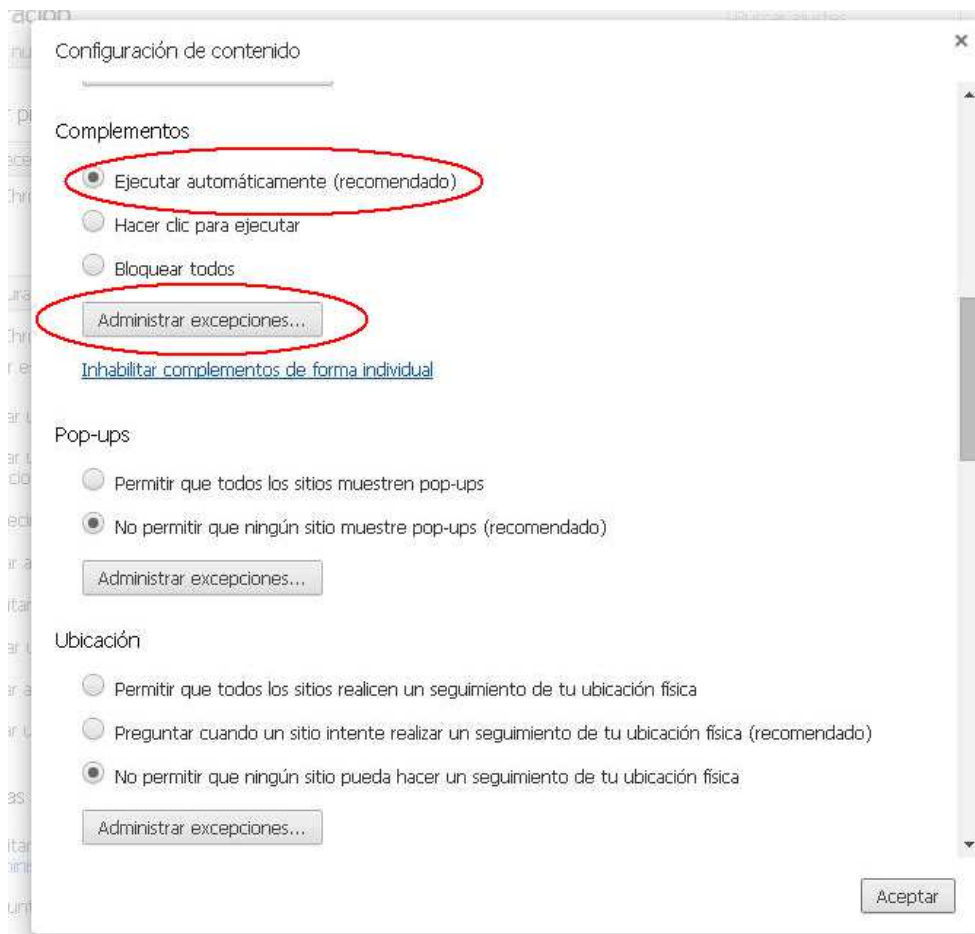 Configuración de contenido
Complementos
Ejecutar automáticamente (recomendado)
Hacer clic para ejecutar
Bloquear todos
Administrar excepciones...
Inhabilitar complementos de forma individual
Pop-ups
Permitir que todos los sitios muestren pop-ups
No permitir que ningún sitio muestre pop-ups (recomendado)
Administrar excepciones...
Ubicación
Permitir que todos los sitios realicen un seguimiento de tu ubicación física
Preguntar cuando un sitio intente realizar un seguimiento de tu ubicación física (recomendado)
No permitir que ningún sitio pueda hacer un seguimiento de tu ubicación física
Administrar excepciones...
Aceptar